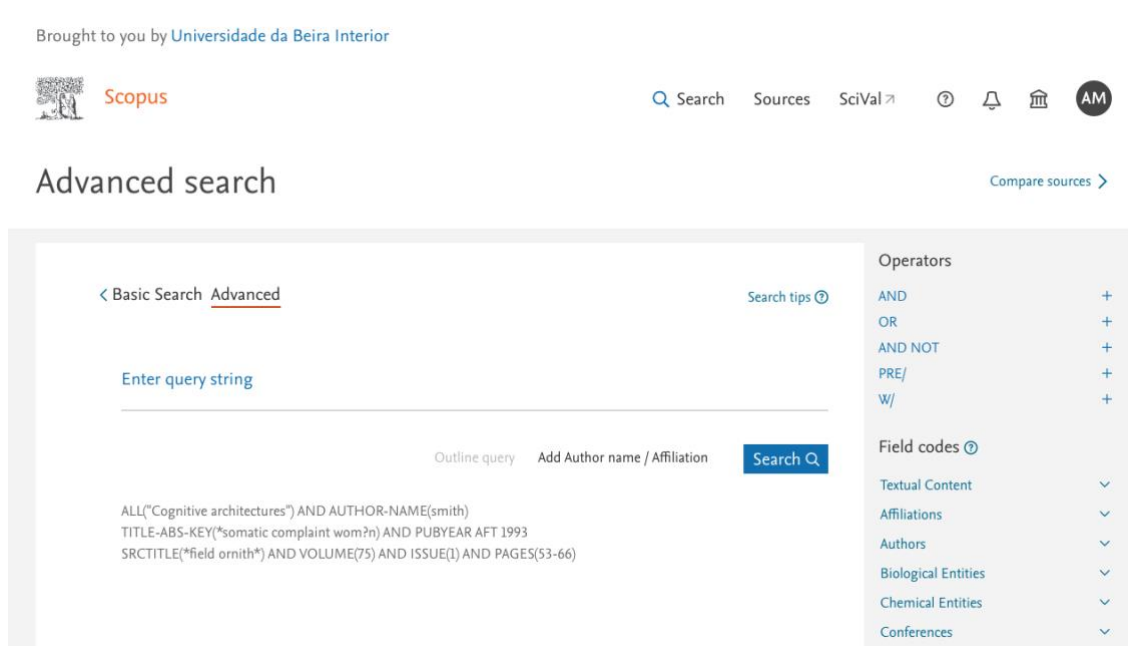 Brought to you by Universidade da Beira Interior
Scopus
Search Sources SciVal AM
Advanced search
Compare sources
Basic Search Advanced
Search tips
Enter query string
Outline query Add Author name / Affiliation Search
ALL("Cognitive architectures") AND AUTHOR-NAME(smith)
TITLE-ABS-KEY(*somatic complaint wom?n) AND PUBYEAR AFT 1993
SRCTITLE(*field ornith*) AND VOLUME(75) AND ISSUE(1) AND PAGES(53-66)
Operators
AND +
OR +
AND NOT +
PRE/ +
W/ +
Field codes
Textual Content
Affiliations
Authors
Biological Entities
Chemical Entities
Conferences